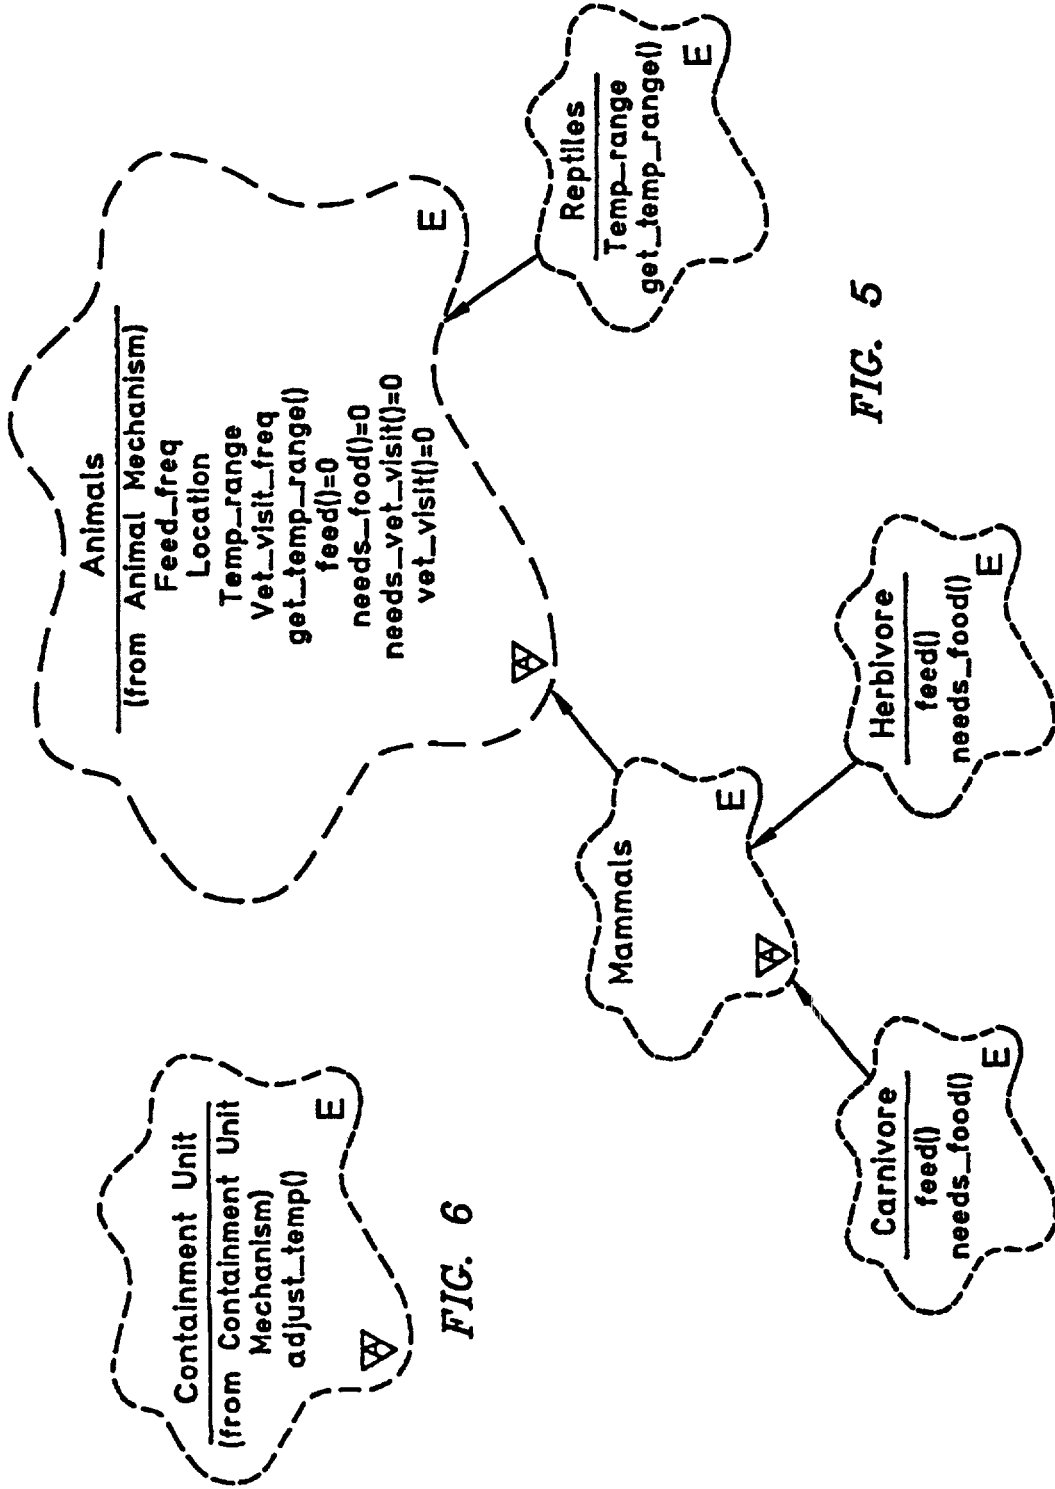 Animals
(from Animal Mechanism)
Feed_freq
Location
Temp_range
Vet_visit_freq
get_temp_range()
feed()=0
needs_food()=0
needs_vet_visit()=0
vet_visit()=0
A
E
Reptiles
Temp_range
get_temp_range()
E
Mammals
A
E
Carnivore
feed()
needs_food()
E
Herbivore
feed()
needs_food()
E
FIG. 5
Containment Unit
(from Containment Unit
Mechanism)
adjust_temp()
A
E
FIG. 6